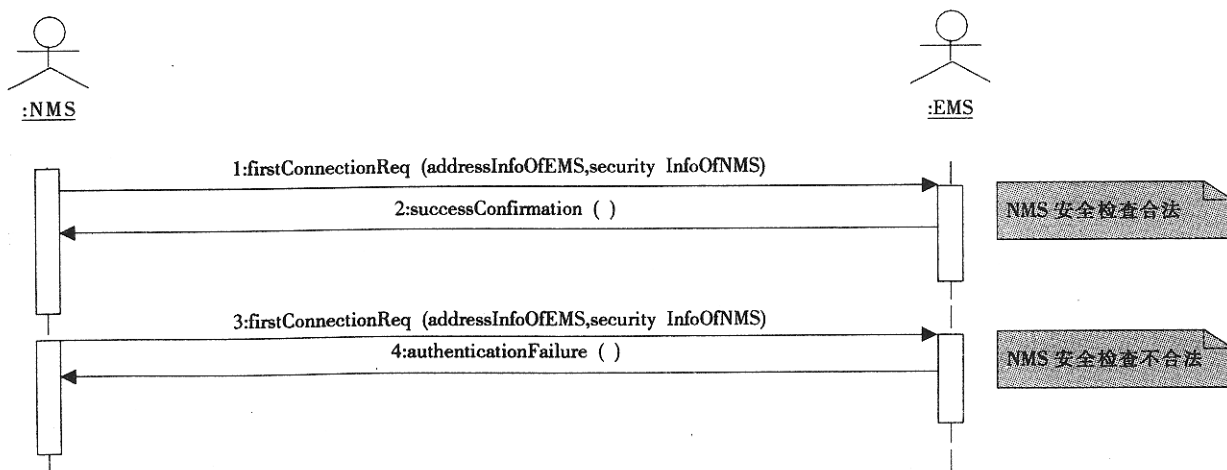 :NMS
:EMS
1:firstConnectionReq (addressInfoOfEMS,security InfoOfNMS)
2:successConfirmation ( )
NMS 安全检查合法
3:firstConnectionReq (addressInfoOfEMS,security InfoOfNMS)
4:authenticationFailure ( )
NMS 安全检查不合法